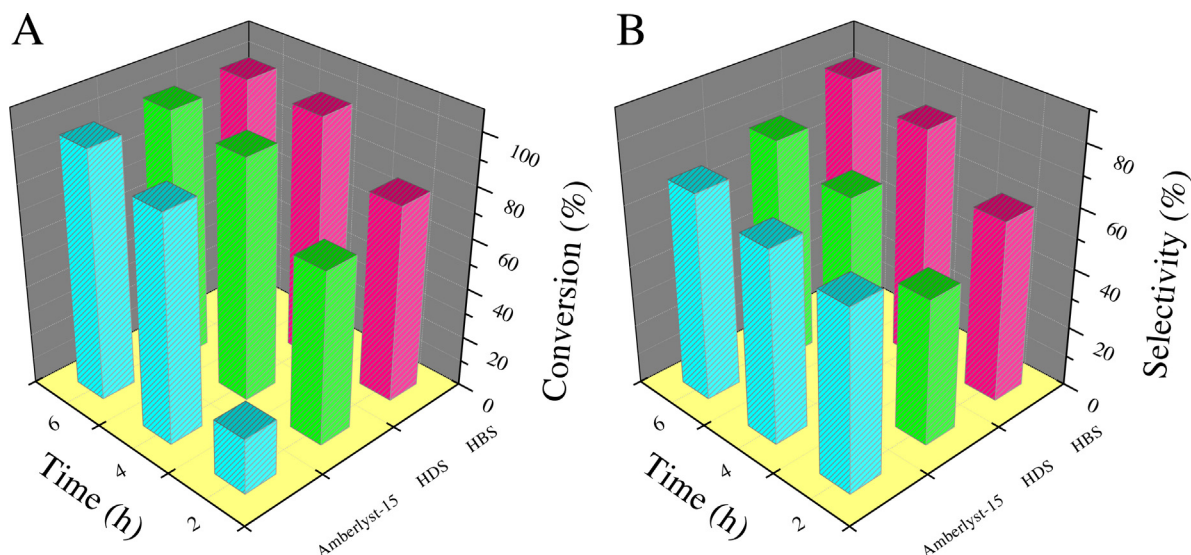 A
100
80
60
40
20
0
Conversion (%)
6
4
2
Time (h)
Amberlyst-15
HDS
HBS
B
80
60
40
20
0
Selectivity (%)
6
4
2
Time (h)
Amberlyst-15
HDS
HBS